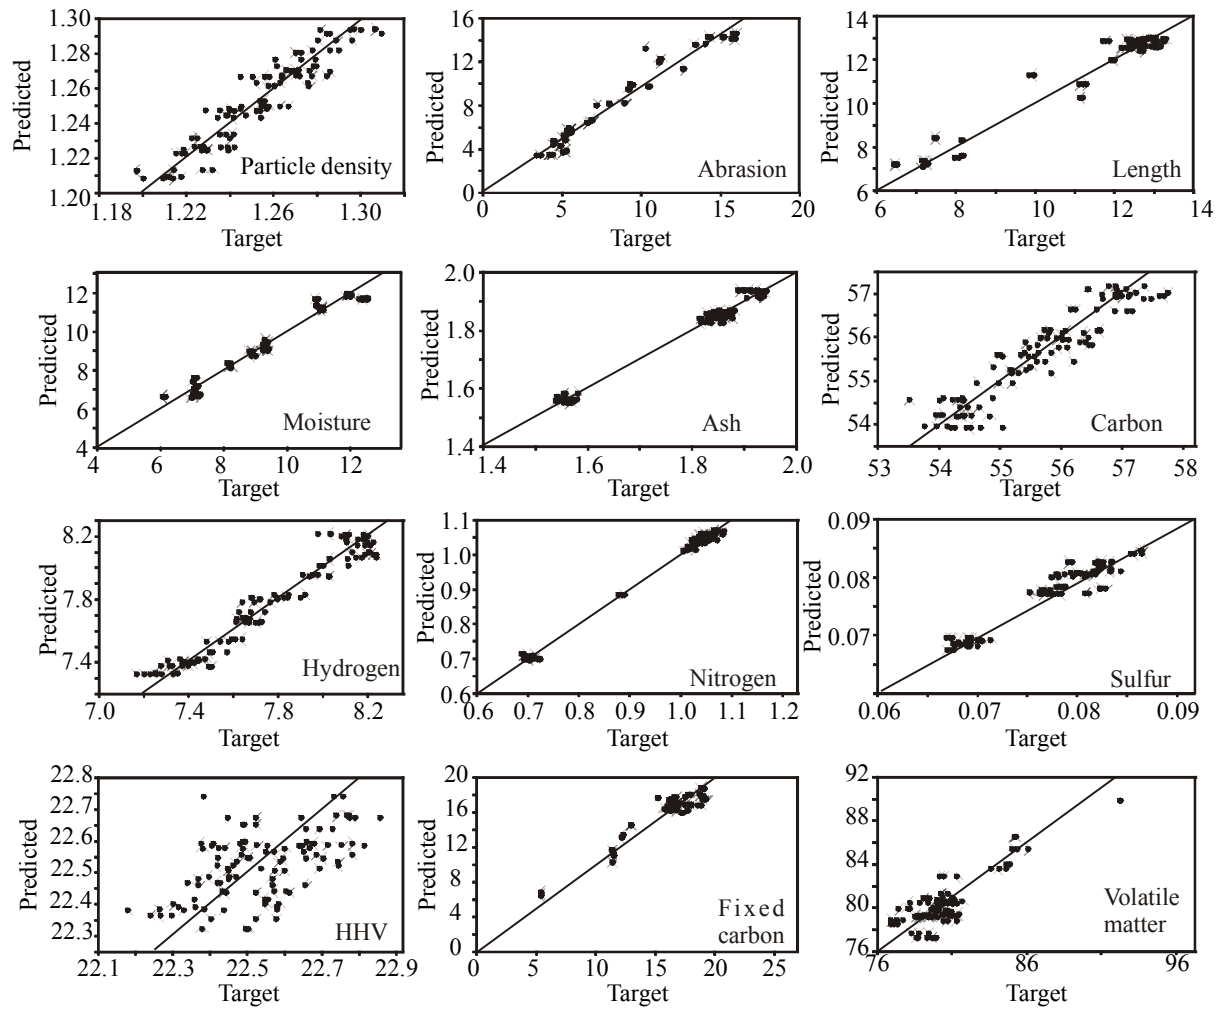 1.30
1.28
1.26
1.24
1.22
1.20
Predicted
Particle density
1.18 1.22 1.26 1.30
Target
16
12
8
4
0
Predicted
Abrasion
0 5 10 15 20
Target
14
12
10
8
6
Predicted
Length
6 8 10 12 14
Target
12
10
8
6
4
Predicted
Moisture
4 6 8 10 12
Target
2.0
1.8
1.6
1.4
Predicted
Ash
1.4 1.6 1.8 2.0
Target
57
56
55
54
Predicted
Carbon
53 54 55 56 57 58
Target
8.2
7.8
7.4
Predicted
Hydrogen
7.0 7.4 7.8 8.2
Target
1.1
1.0
0.9
0.8
0.7
0.6
Predicted
Nitrogen
0.6 0.7 0.8 0.9 1.0 1.1 1.2
Target
0.09
0.08
0.07
Predicted
Sulfur
0.06 0.07 0.08 0.09
Target
22.8
22.7
22.6
22.5
22.4
22.3
Predicted
HHV
22.1 22.3 22.5 22.7 22.9
Target
20
16
12
8
4
0
Predicted
Fixed
carbon
0 5 10 15 20 25
Target
92
88
84
80
76
Predicted
Volatile
matter
76 86 96
Target